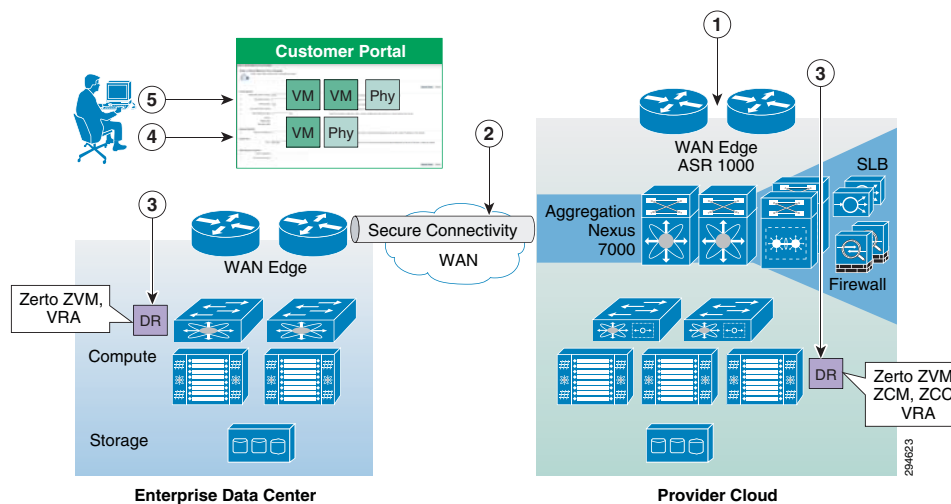 Customer Portal
VM VM Phy
VM Phy
5
4
1
2
3
3
WAN Edge
ASR 1000
SLB
Aggregation
Nexus
7000
Firewall
Secure Connectivity
WAN
WAN Edge
Zerto ZVM,
VRA
DR
Compute
Storage
DR
Zerto ZVM
ZCM, ZCC
VRA
294623
Enterprise Data Center
Provider Cloud